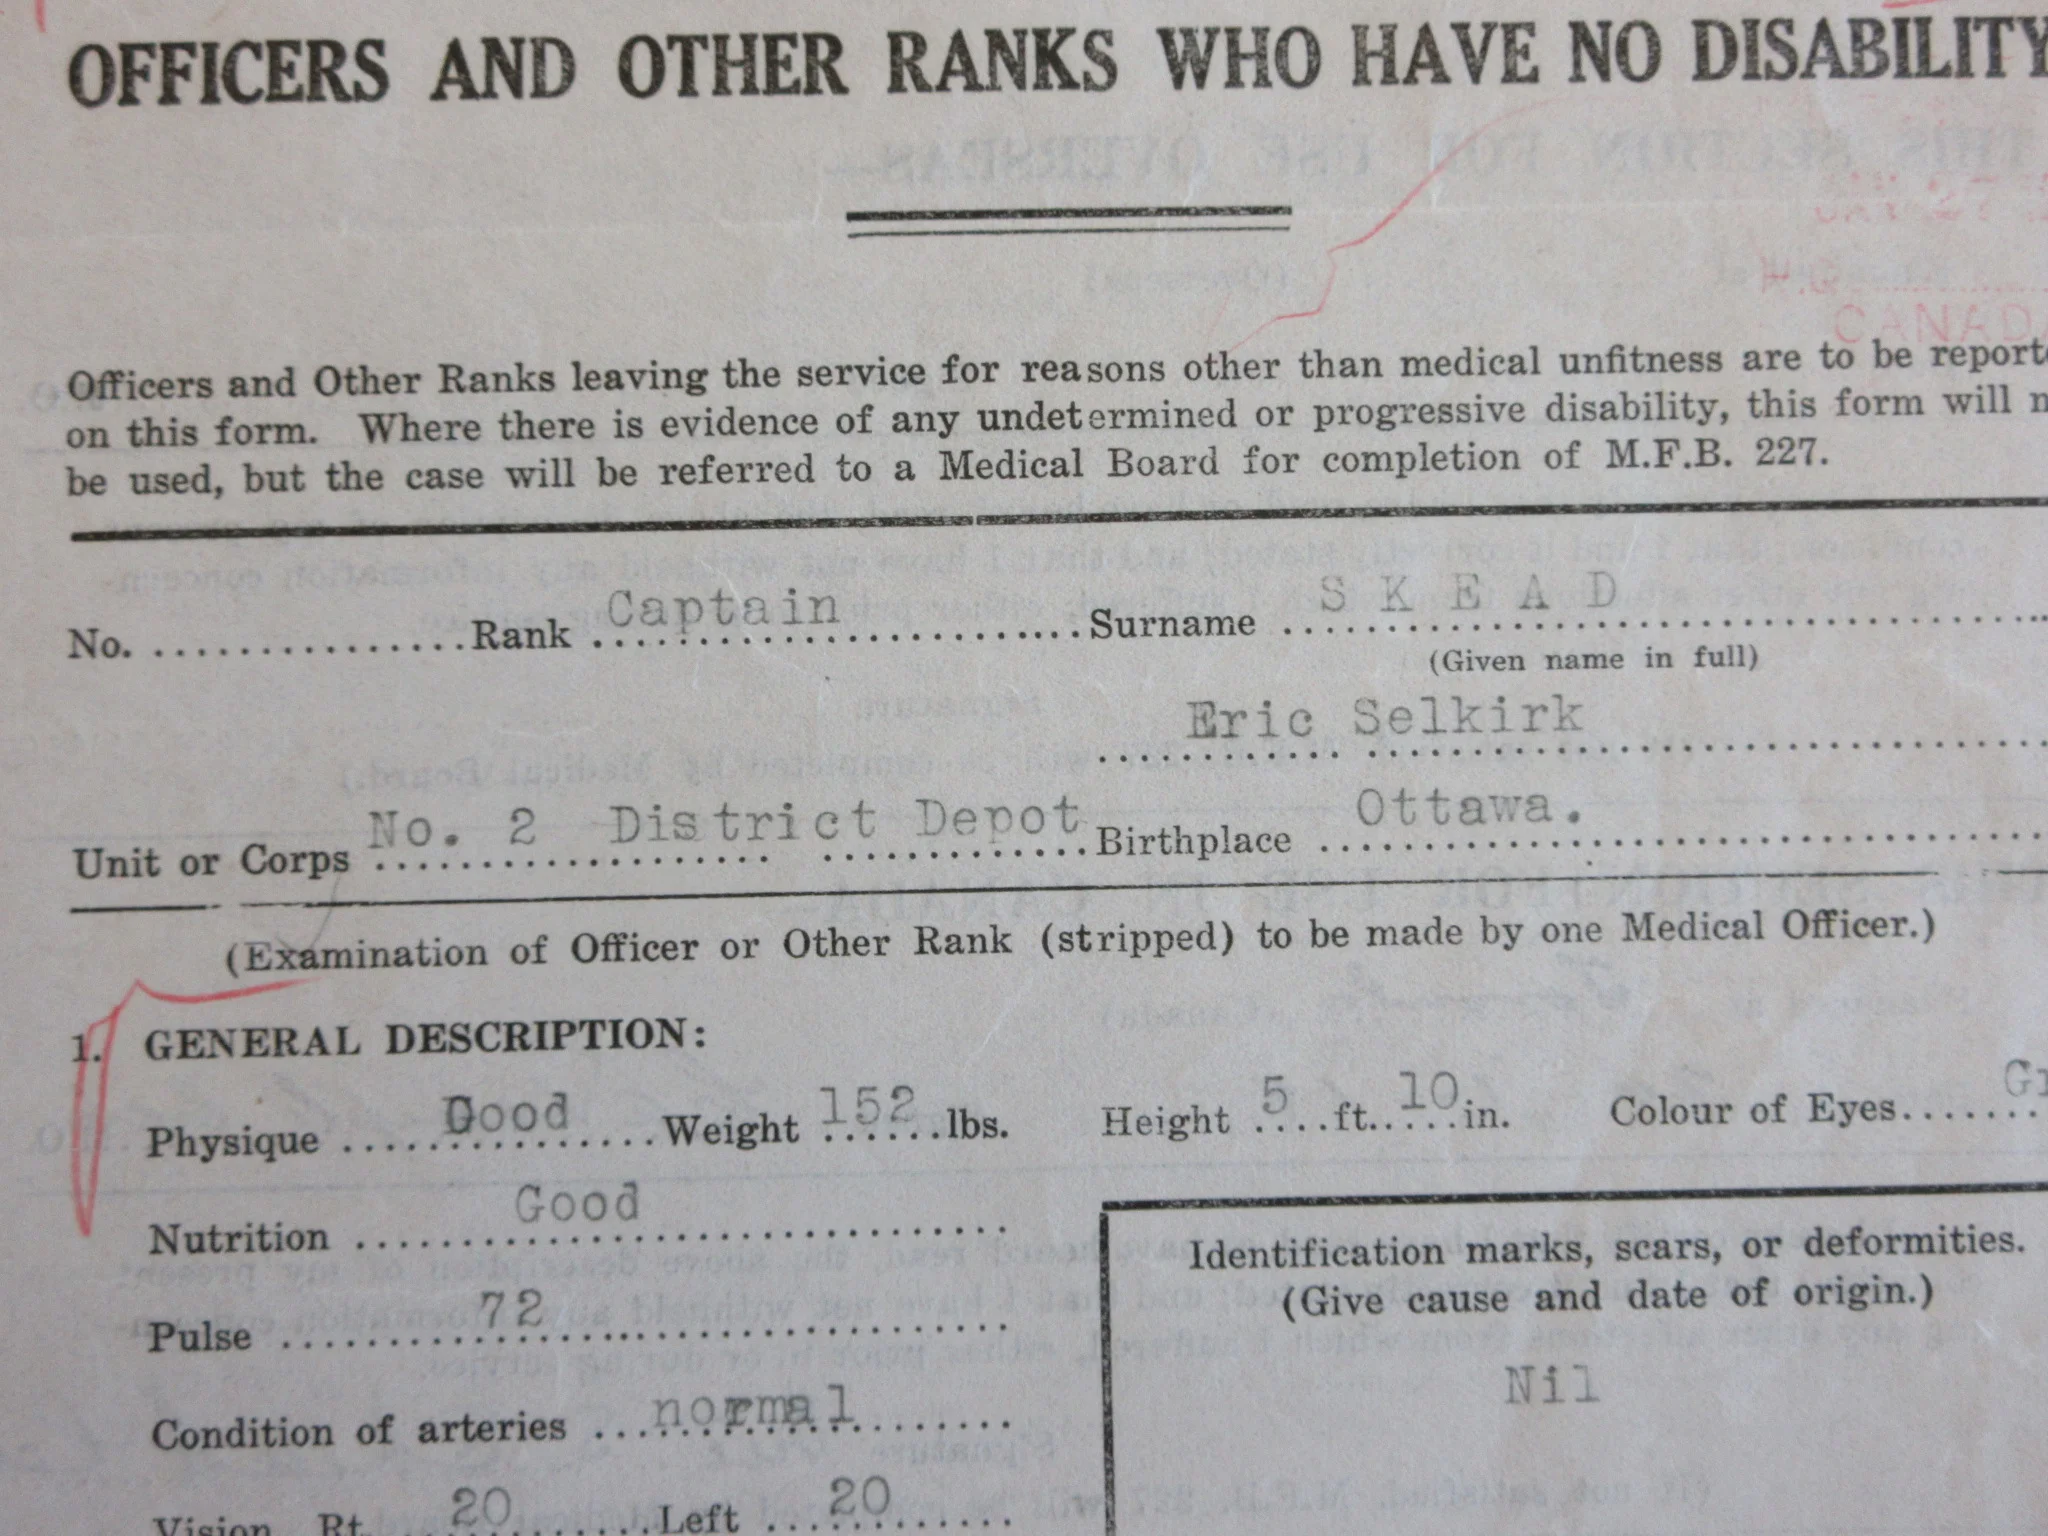 OFFICERS AND OTHER RANKS WHO HAVE NO DISABILITY
Officers and Other Ranks leaving the service for reasons other than medical unfitness are to be reporte
on this form. Where there is evidence of any undetermined or progressive disability, this form will n
be used, but the case will be referred to a Medical Board for completion of M.F.B. 227.
No. ............... Rank Captain Surname S K E A D
(Given name in full)
Eric Selkirk
Unit or Corps No. 2 District Depot Birthplace Ottawa.
(Examination of Officer or Other Rank (stripped) to be made by one Medical Officer.)
1. GENERAL DESCRIPTION:
Physique Good Weight 152 lbs. Height 5 ft. 10 in. Colour of Eyes Gr
Nutrition Good
Identification marks, scars, or deformities.
(Give cause and date of origin.)
Nil
Pulse 72
Condition of arteries normal
Vision Rt. 20 Left 20